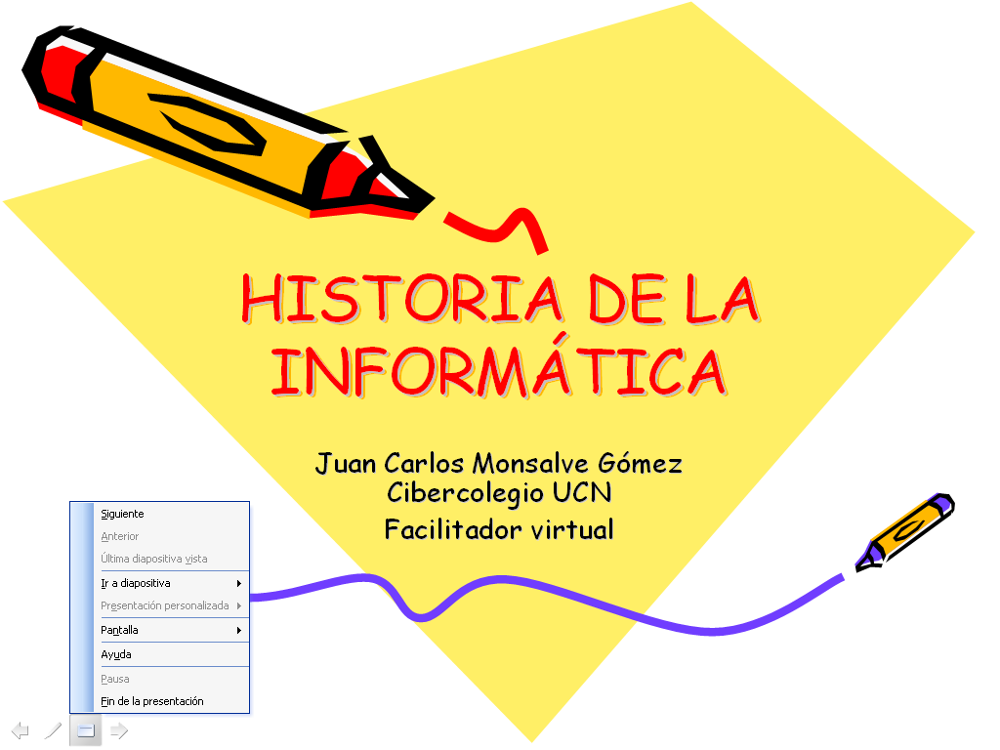 HISTORIA DE LA
INFORMÁTICA
Juan Carlos Monsalve Gómez
Cibercolegio UCN
Facilitador virtual
Siguiente
Anterior
Última diapositiva vista
Ir a diapositiva
Presentación personalizada
Pantalla
Ayuda
Pausa
Fin de la presentación